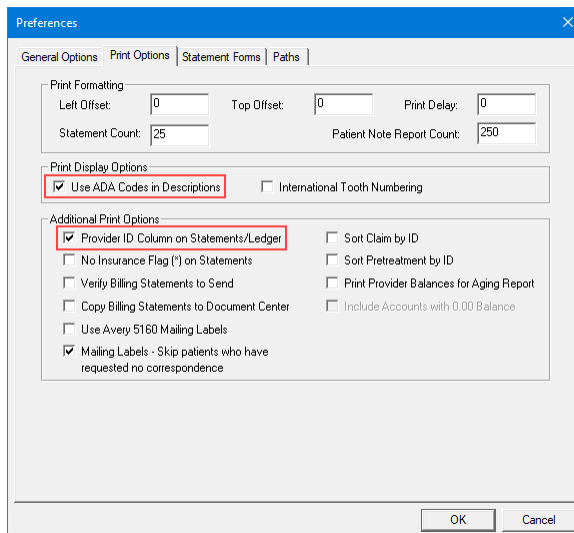 Preferences
General Options Print Options Statement Forms Paths
Print Formatting
Left Offset: 0 Top Offset: 0 Print Delay: 0
Statement Count: 25 Patient Note Report Count: 250
Print Display Options
Use ADA Codes in Descriptions International Tooth Numbering
Additional Print Options
Provider ID Column on Statements/Ledger Sort Claim by ID
No Insurance Flag (*) on Statements Sort Pretreatment by ID
Verify Billing Statements to Send Print Provider Balances for Aging Report
Copy Billing Statements to Document Center Include Accounts with 0.00 Balance
Use Avery 5160 Mailing Labels
Mailing Labels - Skip patients who have
requested no correspondence
OK Cancel